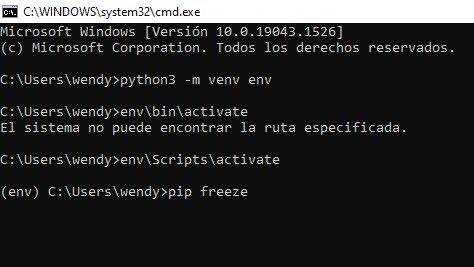 C:\WINDOWS\system32\cmd.exe
Microsoft Windows [Versión 10.0.19043.1526]
(c) Microsoft Corporation. Todos los derechos reservados.
C:\Users\wendy>python3 -m venv env
C:\Users\wendy>env\bin\activate
El sistema no puede encontrar la ruta especificada.
C:\Users\wendy>env\Scripts\activate
(env) C:\Users\wendy>pip freeze